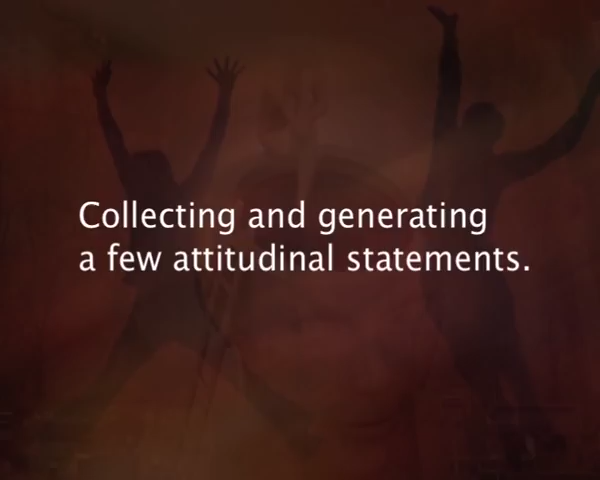 Collecting and generating
a few attitudinal statements.